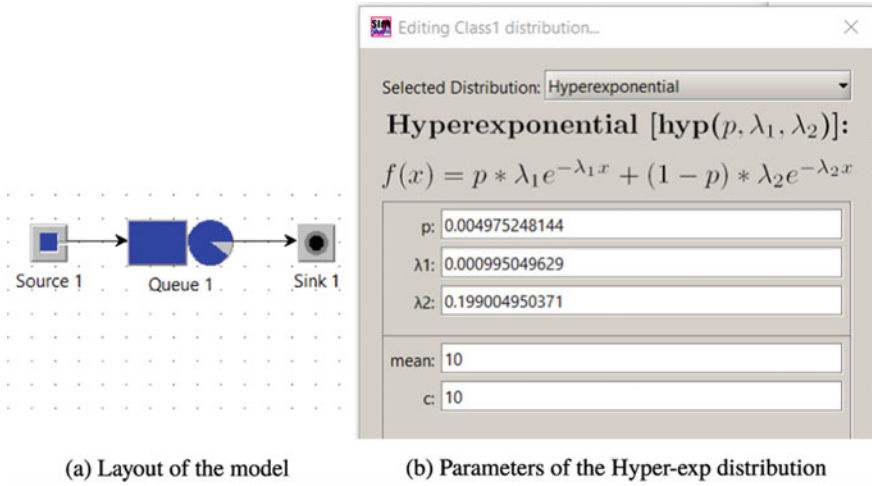 Editing Class1 distribution...
Selected Distribution: Hyperexponential
Hyperexponential [hyp(p, λ₁, λ₂)]:
f(x) = p * λ₁e^{-λ₁x} + (1 − p) * λ₂e^{-λ₂x}
p: 0.004975248144
λ1: 0.000995049629
λ2: 0.199004950371
mean: 10
c: 10
Source 1
Queue 1
Sink 1
(a) Layout of the model
(b) Parameters of the Hyper-exp distribution